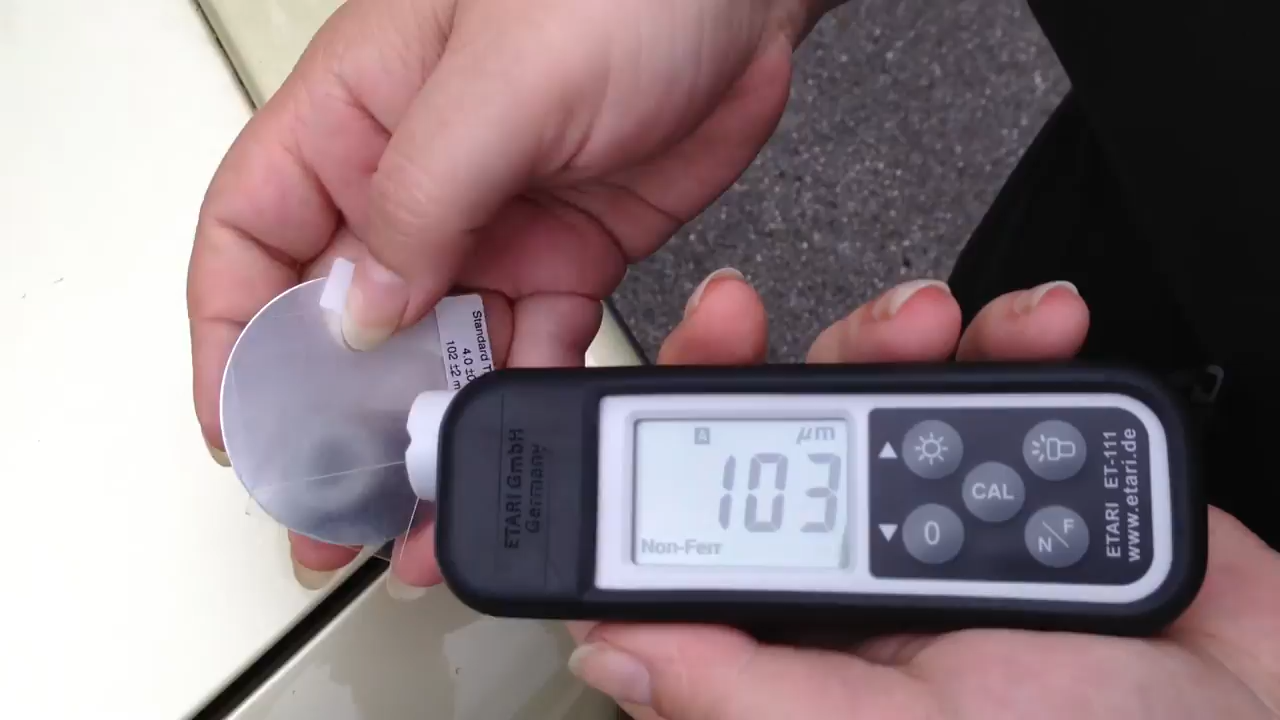 Standard T
4.0 ±0
102 ±2 m
ETARI GmbH
Germany
A
µm
103
Non-Ferr
CAL
0
N/F
ETARI ET-111
www.etari.de